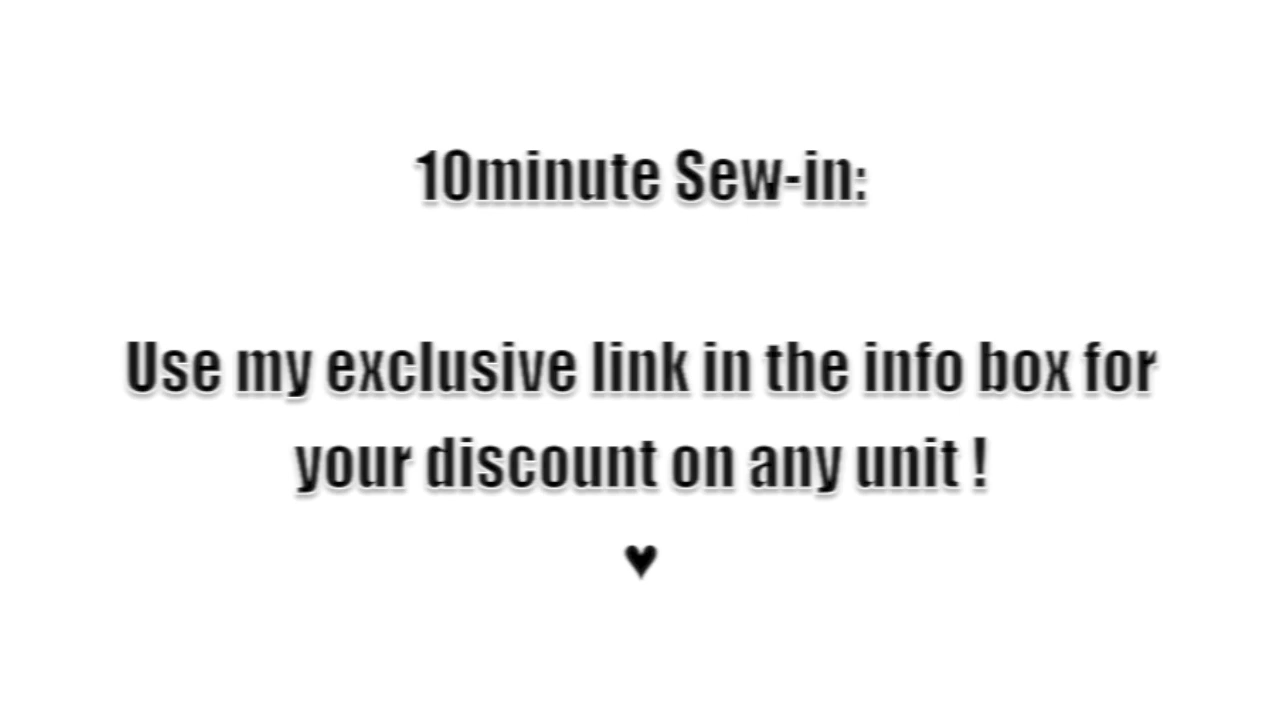 10minute Sew-in:
Use my exclusive link in the info box for
your discount on any unit !
♥